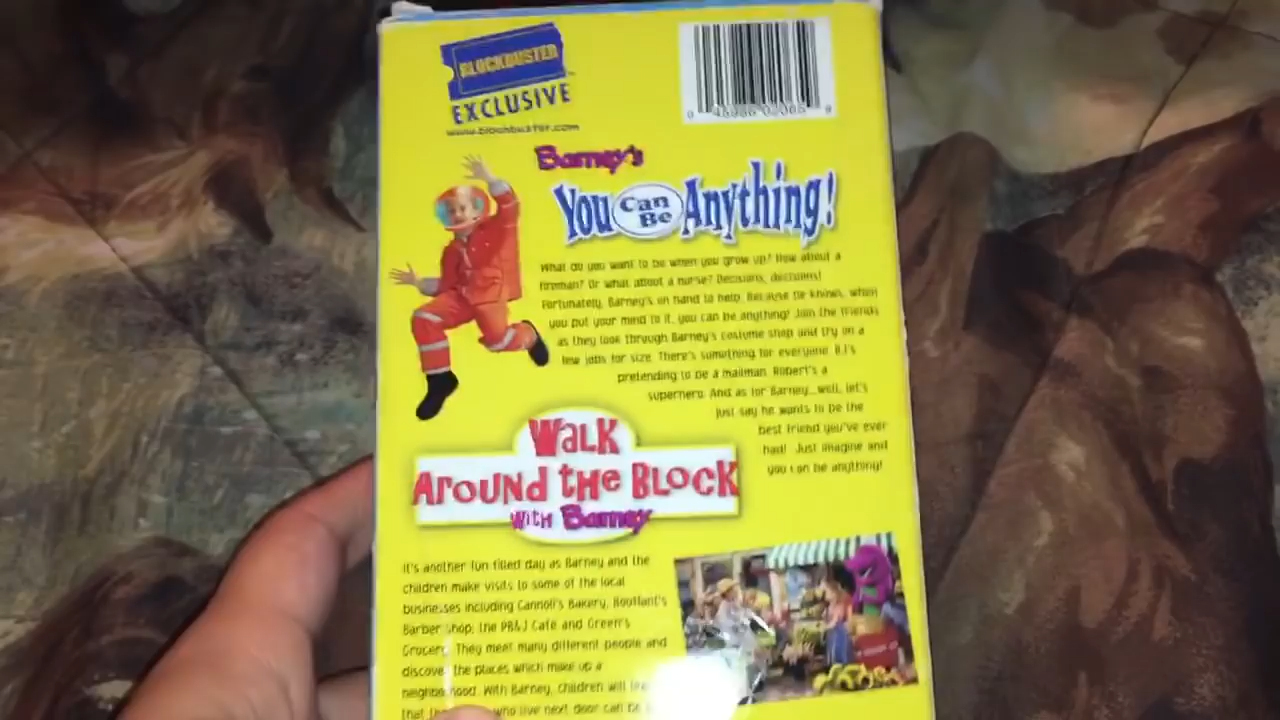 BLOCKBUSTER
EXCLUSIVE
www.blockbuster.com
Barney's
You Can Be Anything!
What do you want to be when you grow up? How about a
fireman? Or what about a nurse? Decisions, decisions!
Fortunately, Barney's on hand to help. Because he knows, when
you put your mind to it, you can be anything! Join the friends
as they look through Barney's costume shop and try on a
few jobs for size. There's something for everyone. BJ's
pretending to be a mailman. Robert's a
superhero. And as for Barney...well, let's
just say he wants to be the
best friend you've ever
had! Just imagine and
you can be anything!
Walk
Around the Block
with Barney
It's another fun filled day as Barney and the
children make visits to some of the local
businesses including Cannoli's Bakery,
Barber Shop, the PB&J Cafe and Green's
Grocery. They meet many different people and
discover the places which make up a
neighborhood. With Barney, children will
that who live next door can be